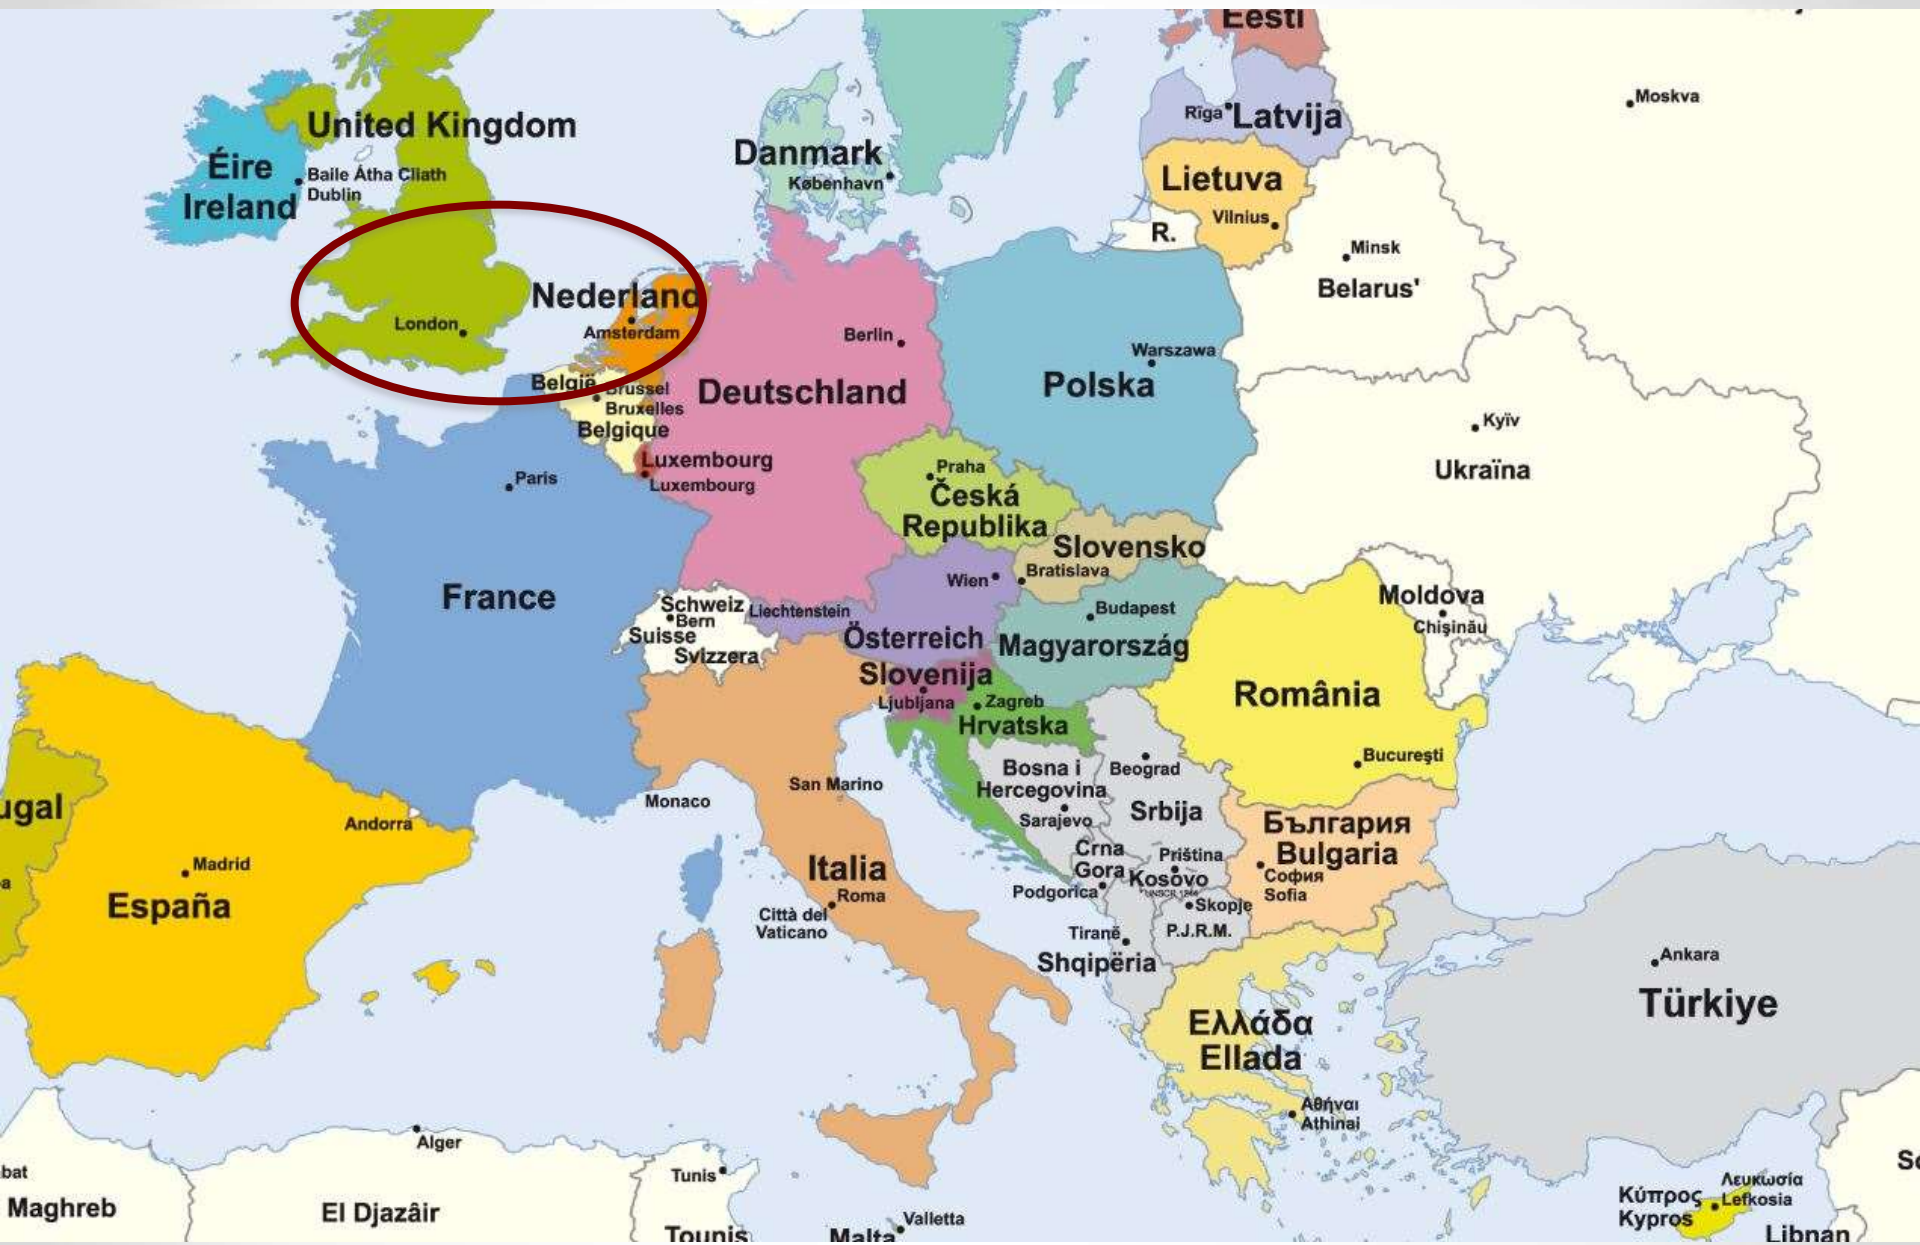 Eesti
Moskva
United Kingdom
Rīga
Latvija
Danmark
København
Éire
Ireland
Baile Átha Cliath
Dublin
Lietuva
Vilnius
R.
Minsk
Belarus'
Nederland
Amsterdam
London
Berlin
Warszawa
Polska
België
Brussel
Bruxelles
Belgique
Deutschland
Kyïv
Ukraïna
Luxembourg
Luxembourg
Paris
Praha
Česká
Republika
Slovensko
Bratislava
Wien
France
Schweiz
Bern
Suisse
Svizzera
Liechtenstein
Österreich
Budapest
Magyarország
Moldova
Chişinău
Slovenija
Ljubljana
Zagreb
Hrvatska
România
Bucureşti
Bosna i
Hercegovina
Sarajevo
Beograd
Srbija
San Marino
Monaco
Andorra
ugal
a
Madrid
España
Italia
Roma
Città del
Vaticano
Crna
Gora
Podgorica
Priština
Kosovo
Skopje
P.J.R.M.
България
Bulgaria
София
Sofia
Tiranë
Shqipëria
Ankara
Türkiye
Ελλάδα
Ellada
Αθήναι
Athinai
Alger
Tunis
bat
Maghreb
El Djazâir
Tounis
Valletta
Malta
Λευκωσία
Lefkosia
Κύπρος
Kypros
Libnan